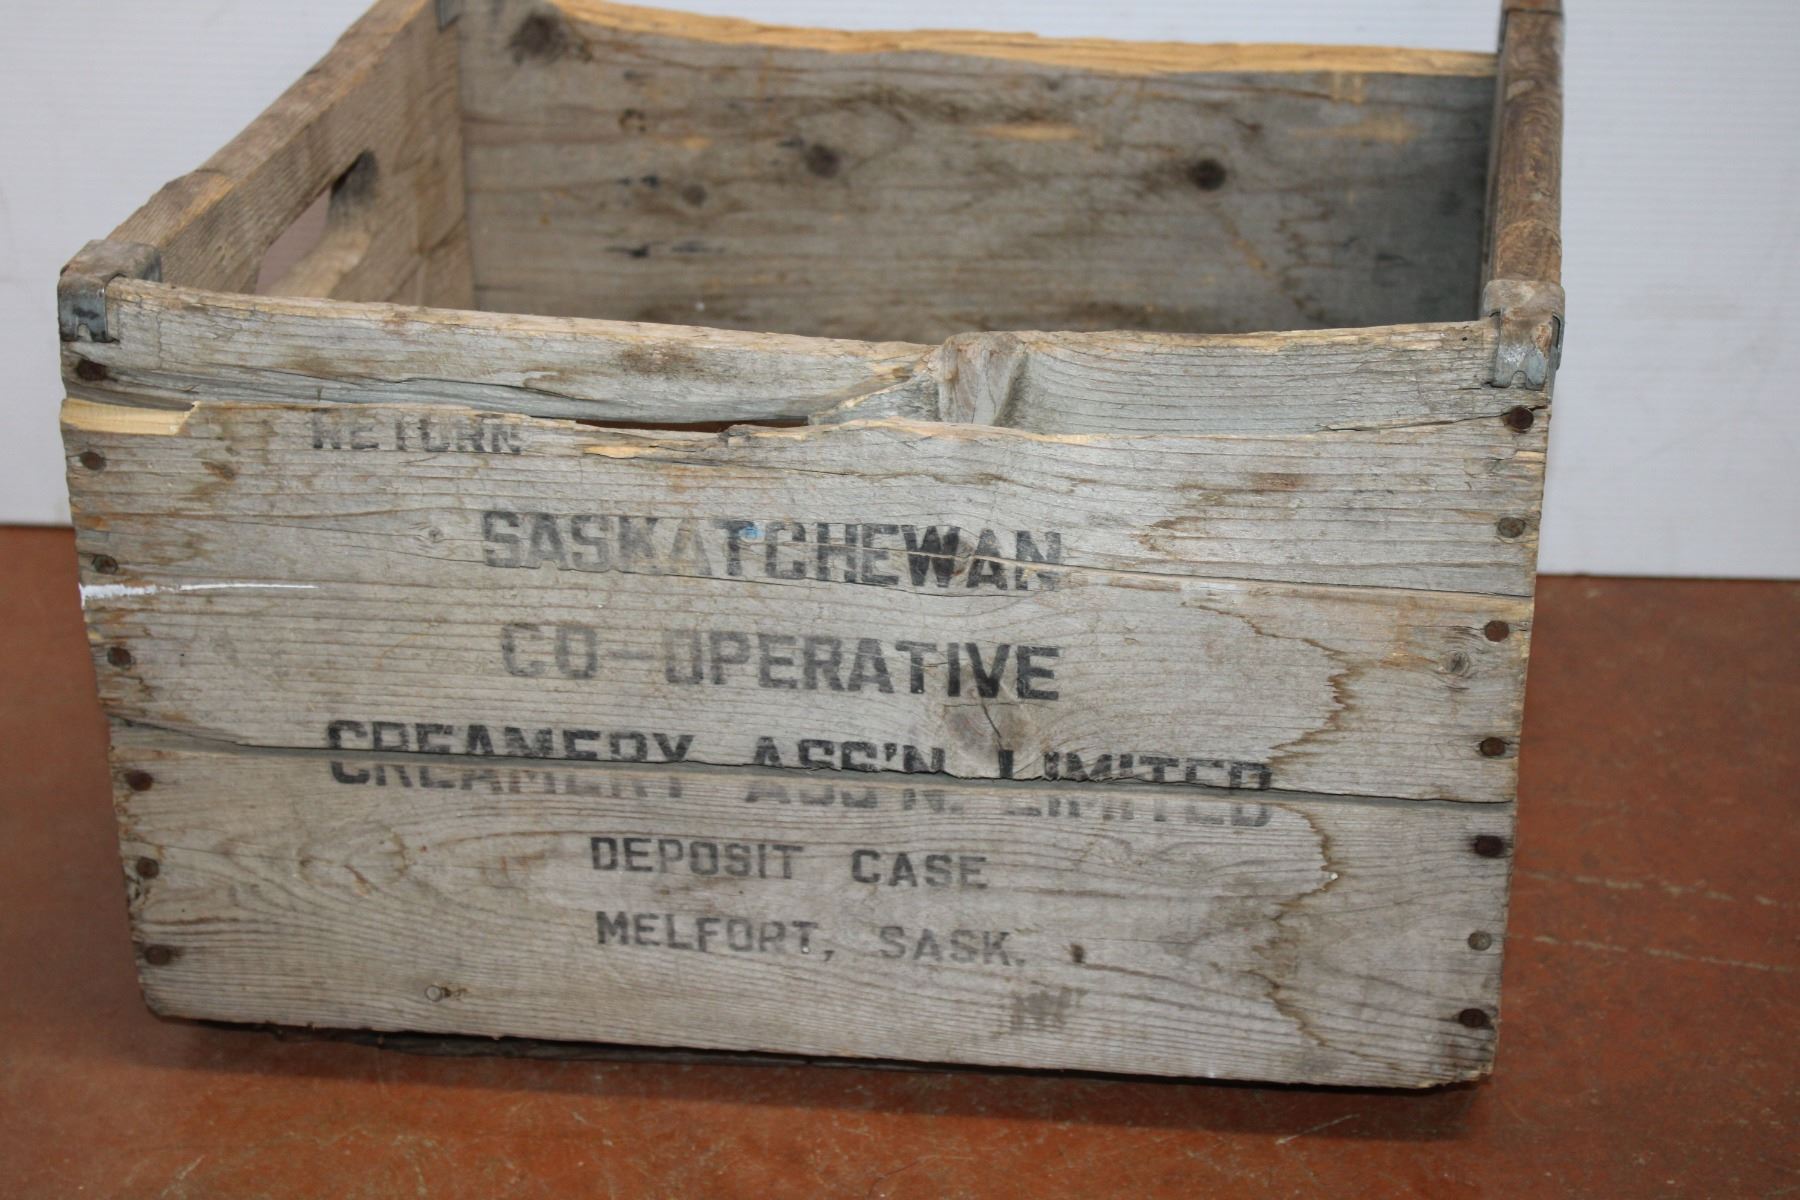 RETURN
SASKATCHEWAN
CO-OPERATIVE
CREAMERY ASS'N. LIMITED
DEPOSIT CASE
MELFORT, SASK.